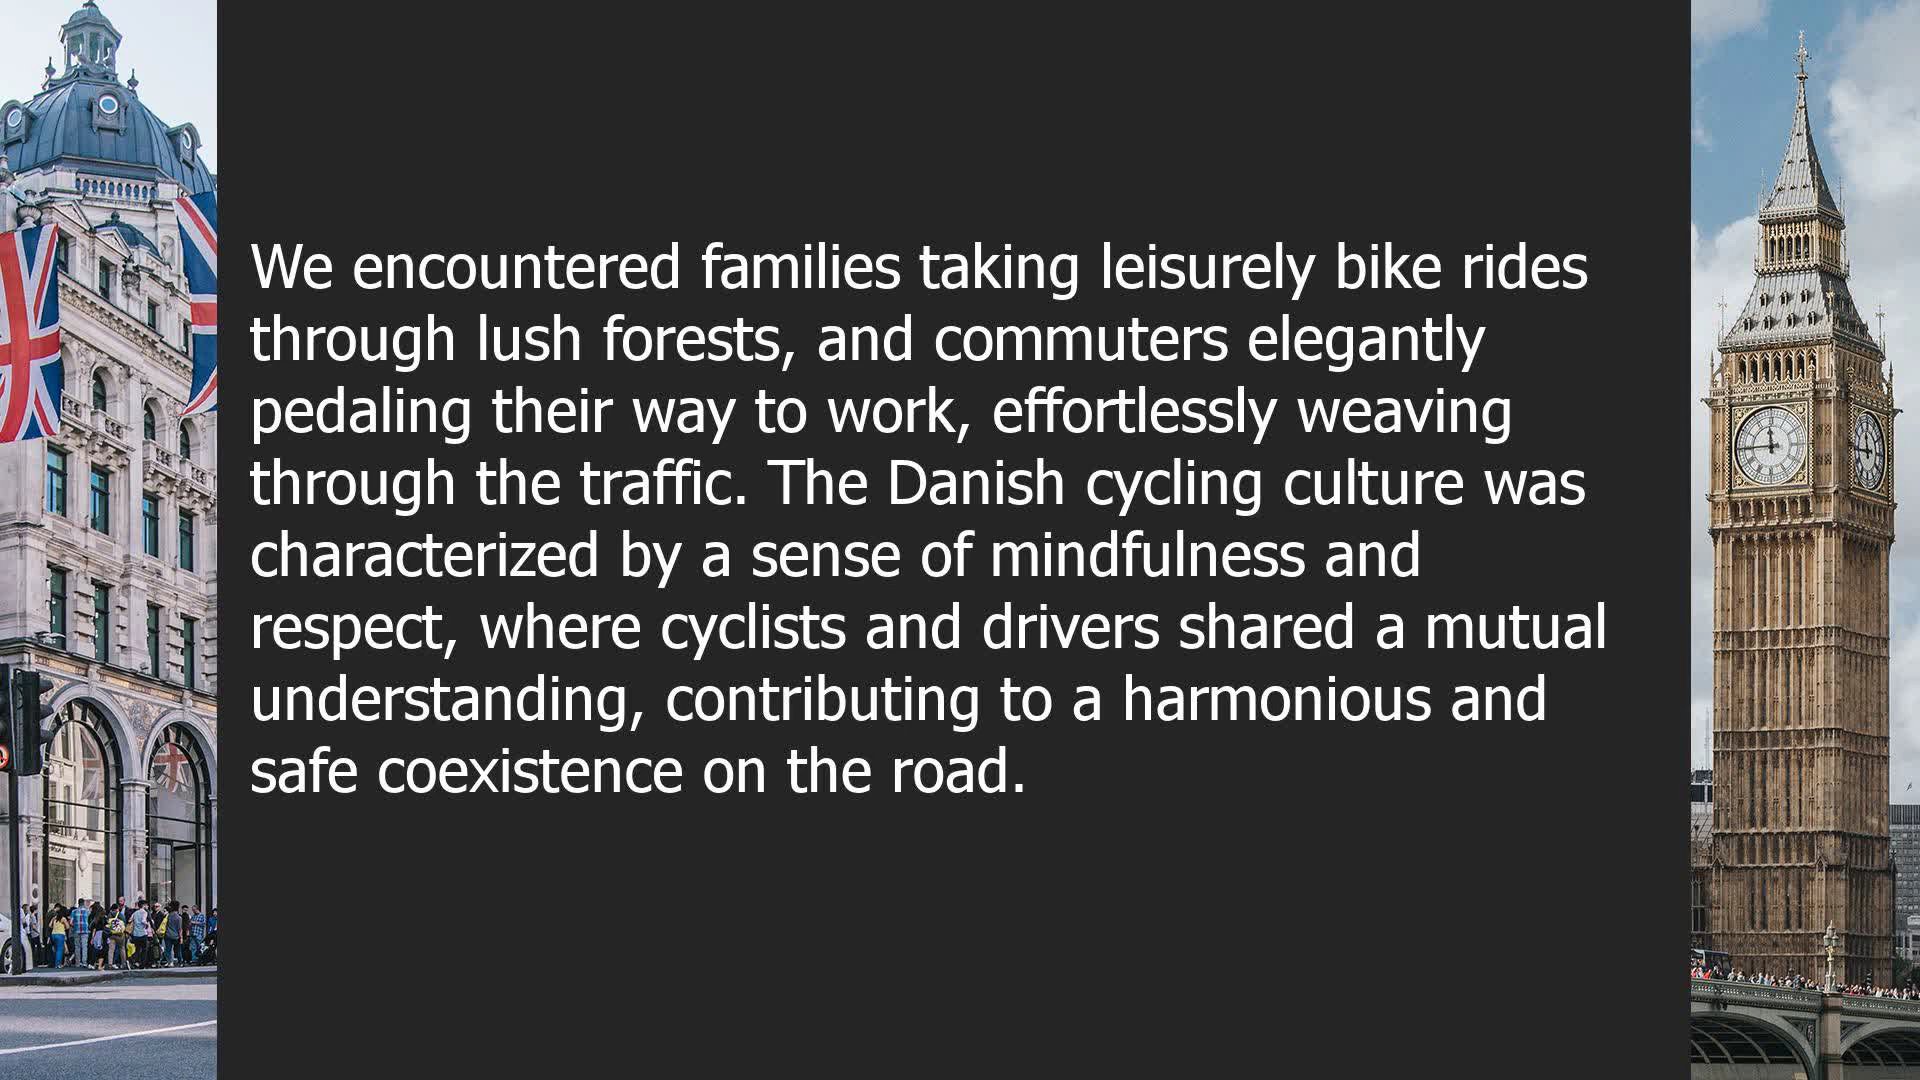 We encountered families taking leisurely bike rides
through lush forests, and commuters elegantly
pedaling their way to work, effortlessly weaving
through the traffic. The Danish cycling culture was
characterized by a sense of mindfulness and
respect, where cyclists and drivers shared a mutual
understanding, contributing to a harmonious and
safe coexistence on the road.